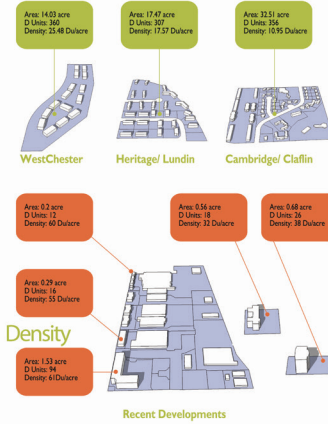 Area: 14.03 acre
D Units: 360
Density: 25.48 Du/acre
Area: 17.47 acre
D Units: 307
Density: 17.57 Du/acre
Area: 32.51 acre
D Units: 356
Density: 10.95 Du/acre
WestChester
Heritage/ Lundin
Cambridge/ Claflin
Area: 0.2 acre
D Units: 12
Density: 60 Du/acre
Area: 0.56 acre
D Units: 18
Density: 32 Du/acre
Area: 0.68 acre
D Units: 26
Density: 38 Du/acre
Area: 0.29 acre
D Units: 16
Density: 55 Du/acre
Density
Area: 1.53 acre
D Units: 94
Density: 61Du/acre
Recent Developments